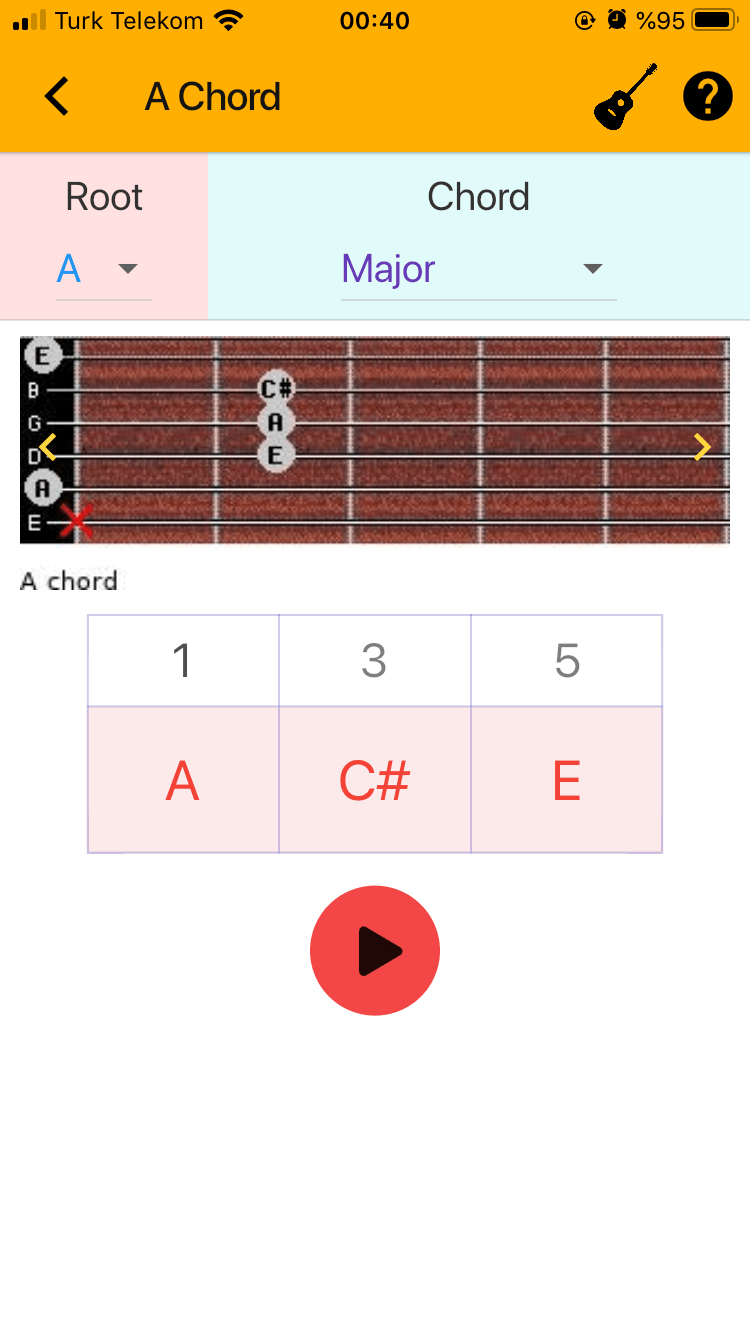 Turk Telekom 00:40 %95
A Chord ?
Root Chord
A Major
E
B C#
G A
D E
A
E
A chord
1 3 5
A C# E